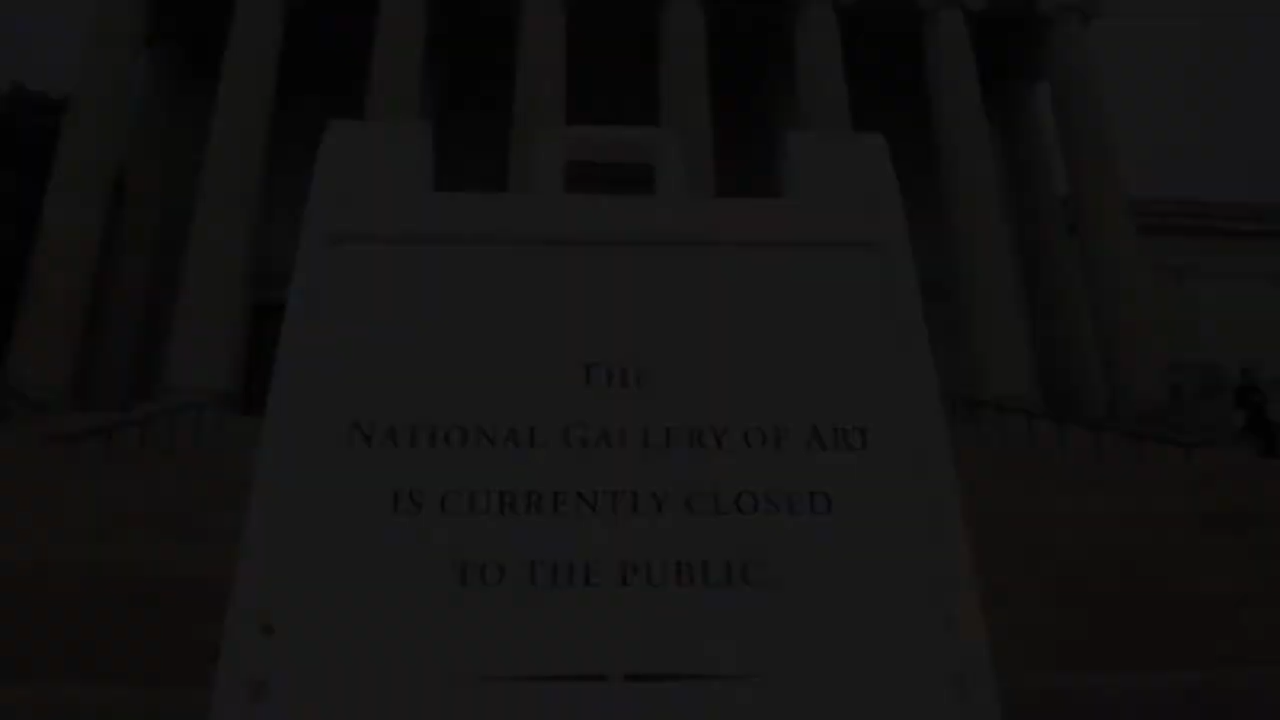 THE
NATIONAL GALLERY OF ART
IS CURRENTLY CLOSED
TO THE PUBLIC